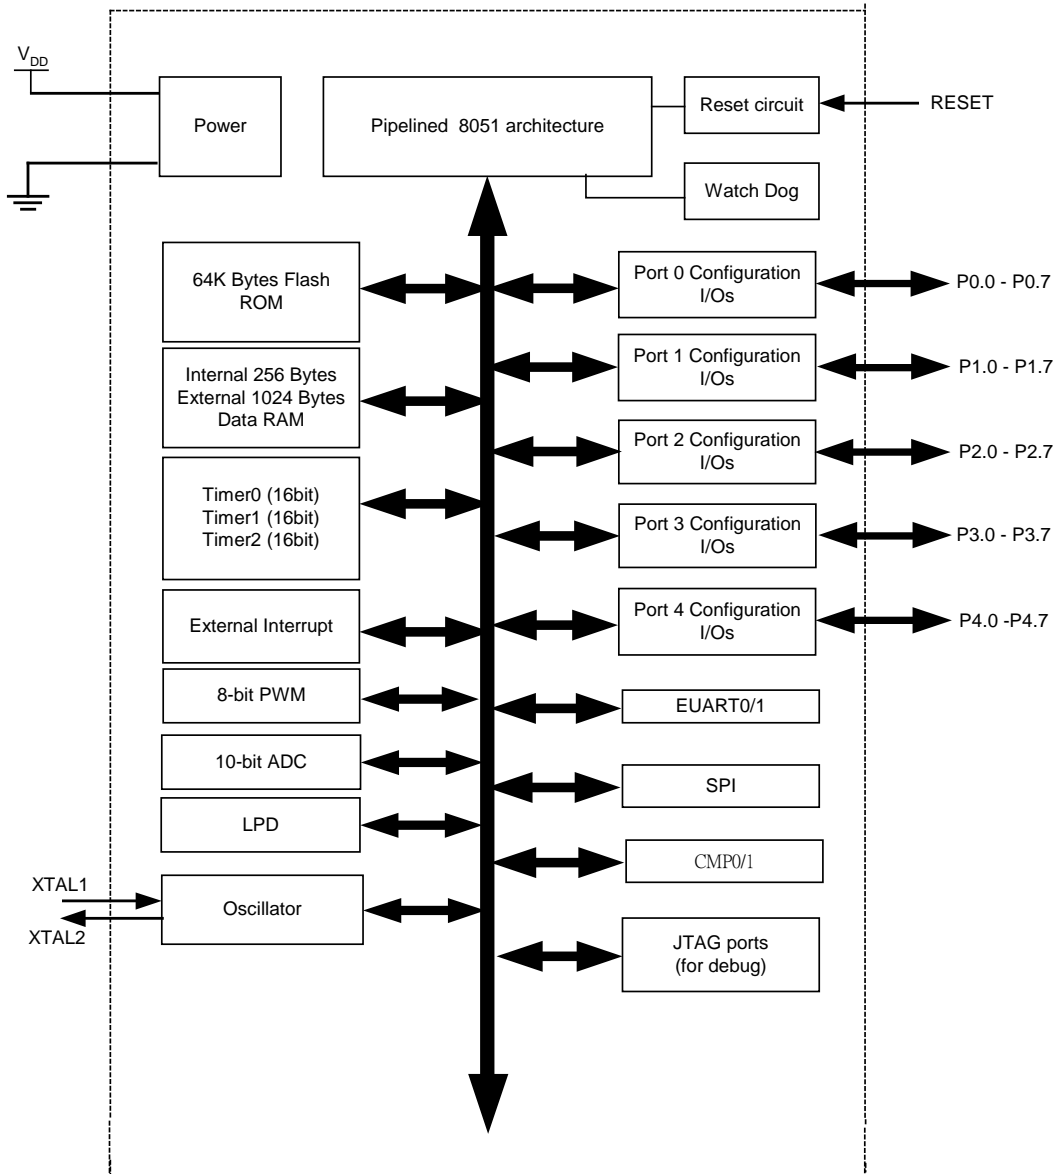 VDD
Power
Pipelined 8051 architecture
Reset circuit
RESET
Watch Dog
64K Bytes Flash
ROM
Port 0 Configuration
I/Os
P0.0 - P0.7
Internal 256 Bytes
External 1024 Bytes
Data RAM
Port 1 Configuration
I/Os
P1.0 - P1.7
Port 2 Configuration
I/Os
P2.0 - P2.7
Timer0 (16bit)
Timer1 (16bit)
Timer2 (16bit)
Port 3 Configuration
I/Os
P3.0 - P3.7
External Interrupt
Port 4 Configuration
I/Os
P4.0 -P4.7
8-bit PWM
EUART0/1
10-bit ADC
SPI
LPD
CMP0/1
XTAL1
XTAL2
Oscillator
JTAG ports
(for debug)